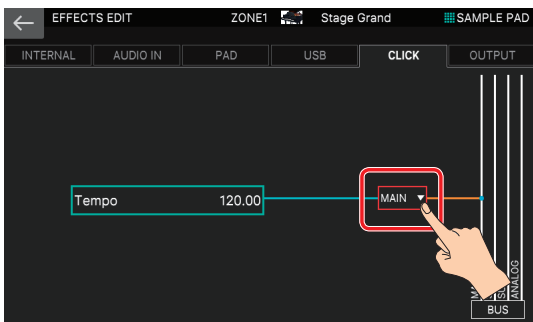 EFFECTS EDIT ZONE1 Stage Grand SAMPLE PAD
INTERNAL AUDIO IN PAD USB CLICK OUTPUT
Tempo 120.00 MAIN
ANALOG
BUS